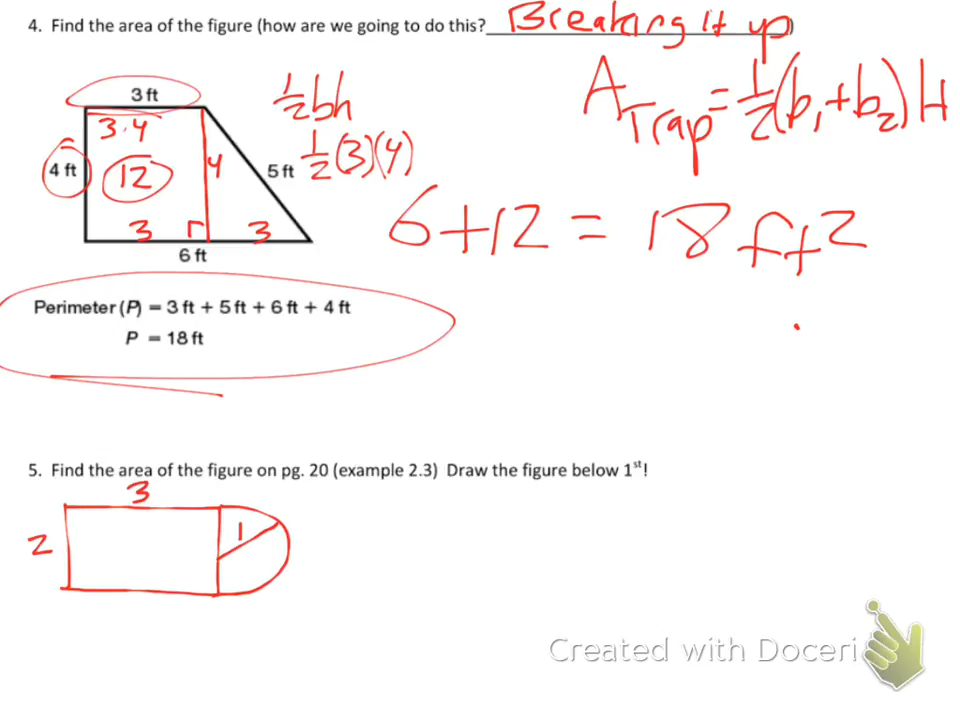 4. Find the area of the figure (how are we going to do this? Breaking it up)
3 ft
½bh
A Trap = ½(b₁+b₂)H
3·4
4 ft
12
4
5 ft
½(3)(4)
3
3
6+12 = 18 ft²
6 ft
Perimeter (P) = 3 ft + 5 ft + 6 ft + 4 ft
P = 18 ft
5. Find the area of the figure on pg. 20 (example 2.3) Draw the figure below 1st!
3
2
1
Created with Doceri